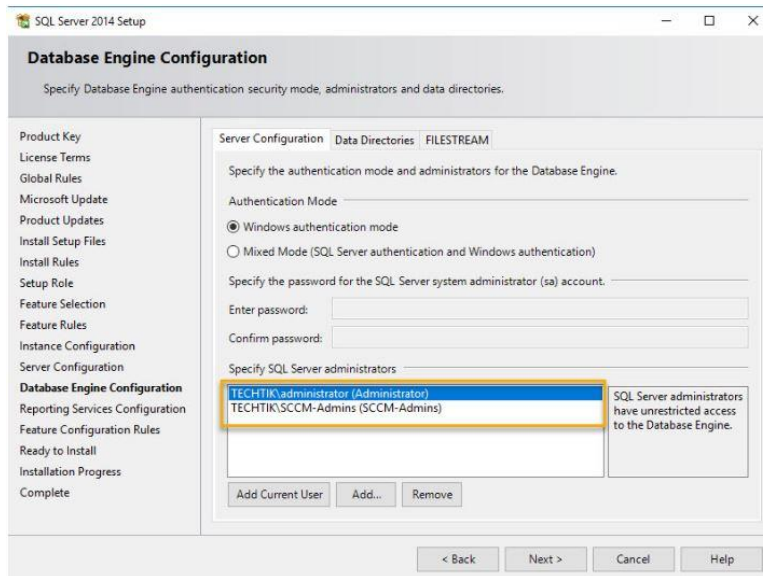 SQL Server 2014 Setup
Database Engine Configuration
Specify Database Engine authentication security mode, administrators and data directories.
Product Key
License Terms
Global Rules
Microsoft Update
Product Updates
Install Setup Files
Install Rules
Setup Role
Feature Selection
Feature Rules
Instance Configuration
Server Configuration
Database Engine Configuration
Reporting Services Configuration
Feature Configuration Rules
Ready to Install
Installation Progress
Complete
Server Configuration Data Directories FILESTREAM
Specify the authentication mode and administrators for the Database Engine.
Authentication Mode
Windows authentication mode
Mixed Mode (SQL Server authentication and Windows authentication)
Specify the password for the SQL Server system administrator (sa) account.
Enter password:
Confirm password:
Specify SQL Server administrators
TECHTIK\administrator (Administrator)
TECHTIK\SCCM-Admins (SCCM-Admins)
SQL Server administrators
have unrestricted access
to the Database Engine.
Add Current User Add... Remove
< Back Next > Cancel Help